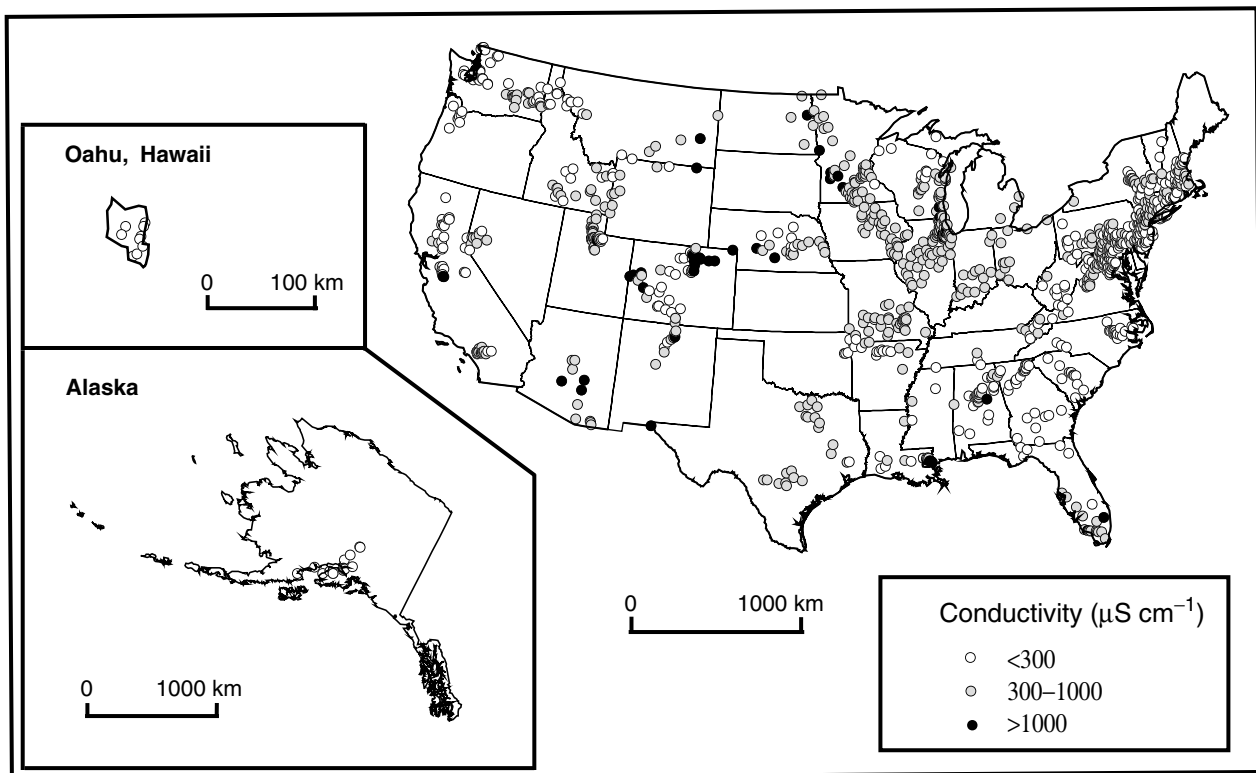 Oahu, Hawaii
0 100 km
Alaska
0 1000 km
0 1000 km
Conductivity (μS cm⁻¹)
<300
300–1000
>1000